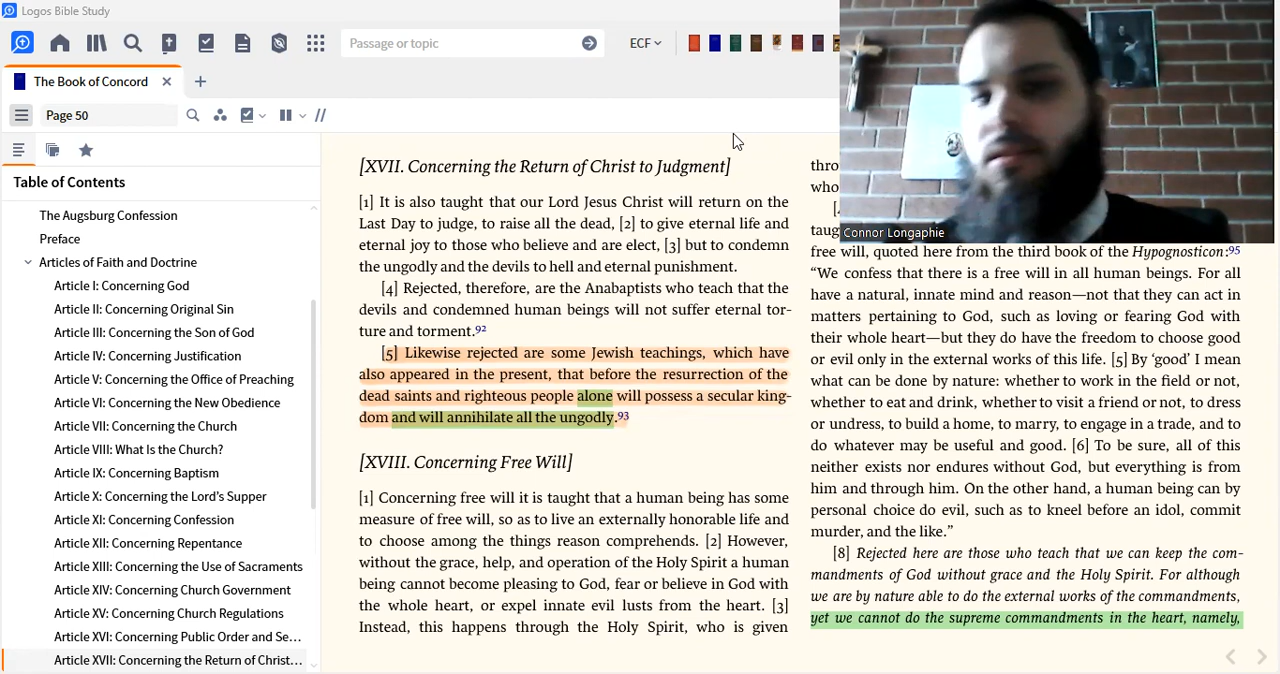 Logos Bible Study
Passage or topic
ECF
The Book of Concord
Page 50
Table of Contents
The Augsburg Confession
Preface
Articles of Faith and Doctrine
Article I: Concerning God
Article II: Concerning Original Sin
Article III: Concerning the Son of God
Article IV: Concerning Justification
Article V: Concerning the Office of Preaching
Article VI: Concerning the New Obedience
Article VII: Concerning the Church
Article VIII: What Is the Church?
Article IX: Concerning Baptism
Article X: Concerning the Lord's Supper
Article XI: Concerning Confession
Article XII: Concerning Repentance
Article XIII: Concerning the Use of Sacraments
Article XIV: Concerning Church Government
Article XV: Concerning Church Regulations
Article XVI: Concerning Public Order and Se...
Article XVII: Concerning the Return of Christ...
[XVII. Concerning the Return of Christ to Judgment]
[1] It is also taught that our Lord Jesus Christ will return on the
Last Day to judge, to raise all the dead, [2] to give eternal life and
eternal joy to those who believe and are elect, [3] but to condemn
the ungodly and the devils to hell and eternal punishment.
[4] Rejected, therefore, are the Anabaptists who teach that the
devils and condemned human beings will not suffer eternal tor-
ture and torment.92
[5] Likewise rejected are some Jewish teachings, which have
also appeared in the present, that before the resurrection of the
dead saints and righteous people alone will possess a secular king-
dom and will annihilate all the ungodly.93
[XVIII. Concerning Free Will]
[1] Concerning free will it is taught that a human being has some
measure of free will, so as to live an externally honorable life and
to choose among the things reason comprehends. [2] However,
without the grace, help, and operation of the Holy Spirit a human
being cannot become pleasing to God, fear or believe in God with
the whole heart, or expel innate evil lusts from the heart. [3]
Instead, this happens through the Holy Spirit, who is given
thro
who
[
taug
Connor Longaphie
free will, quoted here from the third book of the Hypognosticon:95
“We confess that there is a free will in all human beings. For all
have a natural, innate mind and reason—not that they can act in
matters pertaining to God, such as loving or fearing God with
their whole heart—but they do have the freedom to choose good
or evil only in the external works of this life. [5] By ‘good’ I mean
what can be done by nature: whether to work in the field or not,
whether to eat and drink, whether to visit a friend or not, to dress
or undress, to build a home, to marry, to engage in a trade, and to
do whatever may be useful and good. [6] To be sure, all of this
neither exists nor endures without God, but everything is from
him and through him. On the other hand, a human being can by
personal choice do evil, such as to kneel before an idol, commit
murder, and the like.”
[8] Rejected here are those who teach that we can keep the com-
mandments of God without grace and the Holy Spirit. For although
we are by nature able to do the external works of the commandments,
yet we cannot do the supreme commandments in the heart, namely,